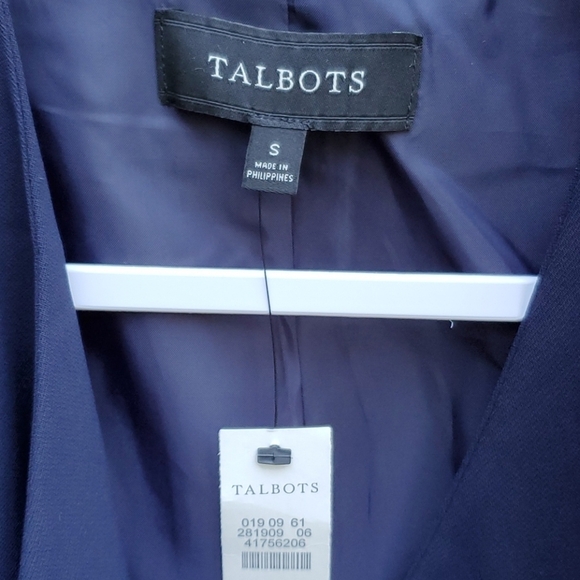 TALBOTS
S
MADE IN
PHILIPPINES
TALBOTS
019 09 61
281909 06
41756206